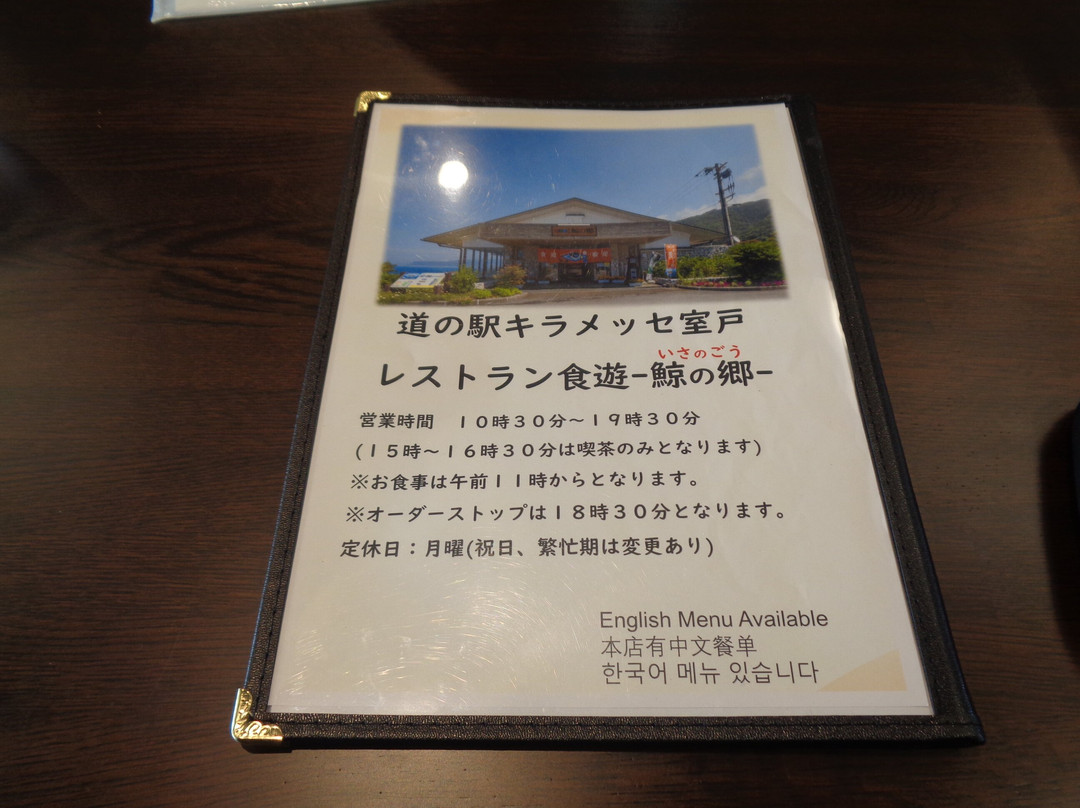 道の駅キラメッセ室戸
いさのごう
レストラン食遊-鯨の郷-
営業時間　１０時３０分～１９時３０分
(１５時～１６時３０分は喫茶のみとなります)
※お食事は午前１１時からとなります。
※オーダーストップは１８時３０分となります。
定休日：月曜(祝日、繁忙期は変更あり)
English Menu Available
本店有中文餐单
한국어 메뉴 있습니다